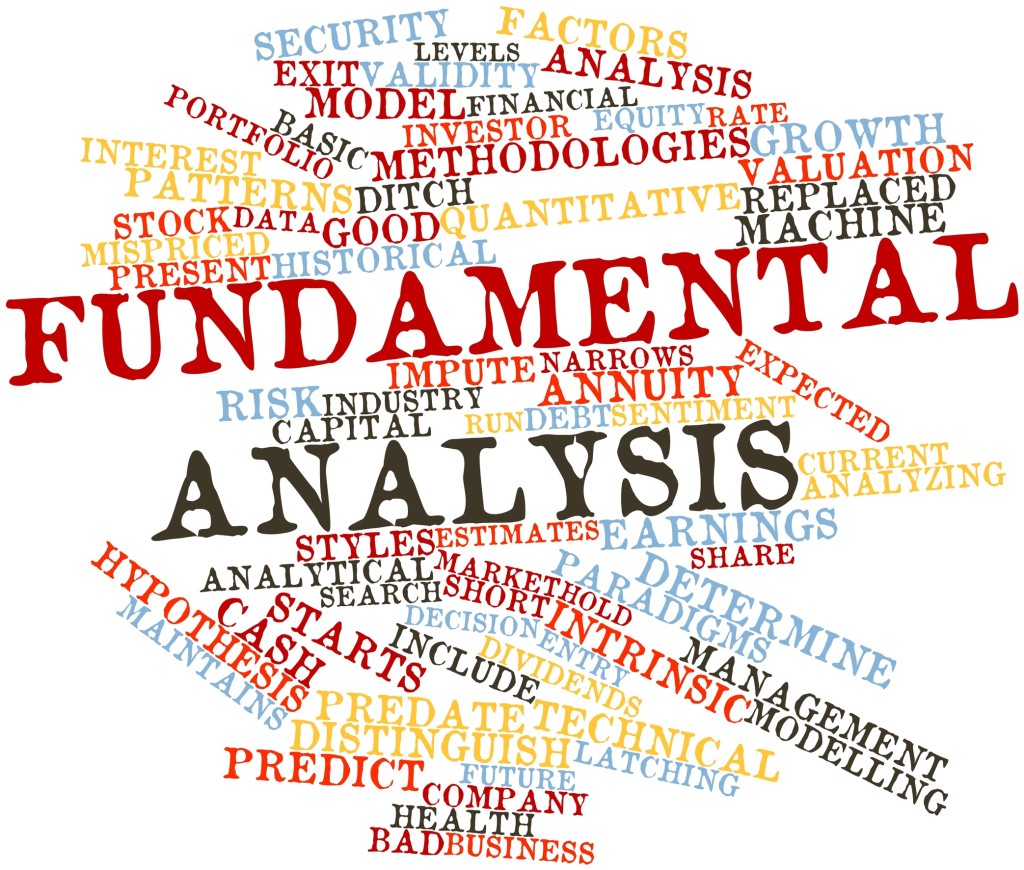 SECURITY
FACTORS
LEVELS
EXIT VALIDITY ANALYSIS
MODEL FINANCIAL
PORTFOLIO
BASIC
INVESTOR EQUITY RATE
METHODOLOGIES GROWTH
INTEREST
VALUATION
PATTERNS DITCH
QUANTITATIVE REPLACED
STOCK DATA GOOD
MACHINE
MISPRICED
PRESENT HISTORICAL
FUNDAMENTAL
IMPUTE NARROWS
EXPECTED
RISK INDUSTRY ANNUITY
CAPITAL RUN DEBT SENTIMENT
ANALYSIS
CURRENT
ANALYZING
STYLES ESTIMATES EARNINGS
SHARE
HYPOTHESIS
ANALYTICAL MARKET HOLD
PARADIGMS
DETERMINE
SEARCH SHORT
MAINTAINS
CASH
STARTS
DECISION ENTRY
INTRINSIC
INCLUDE
DIVIDENDS
MANAGEMENT
MODELLING
PREDATE TECHNICAL
DISTINGUISH LATCHING
PREDICT FUTURE
COMPANY
HEALTH
BAD BUSINESS